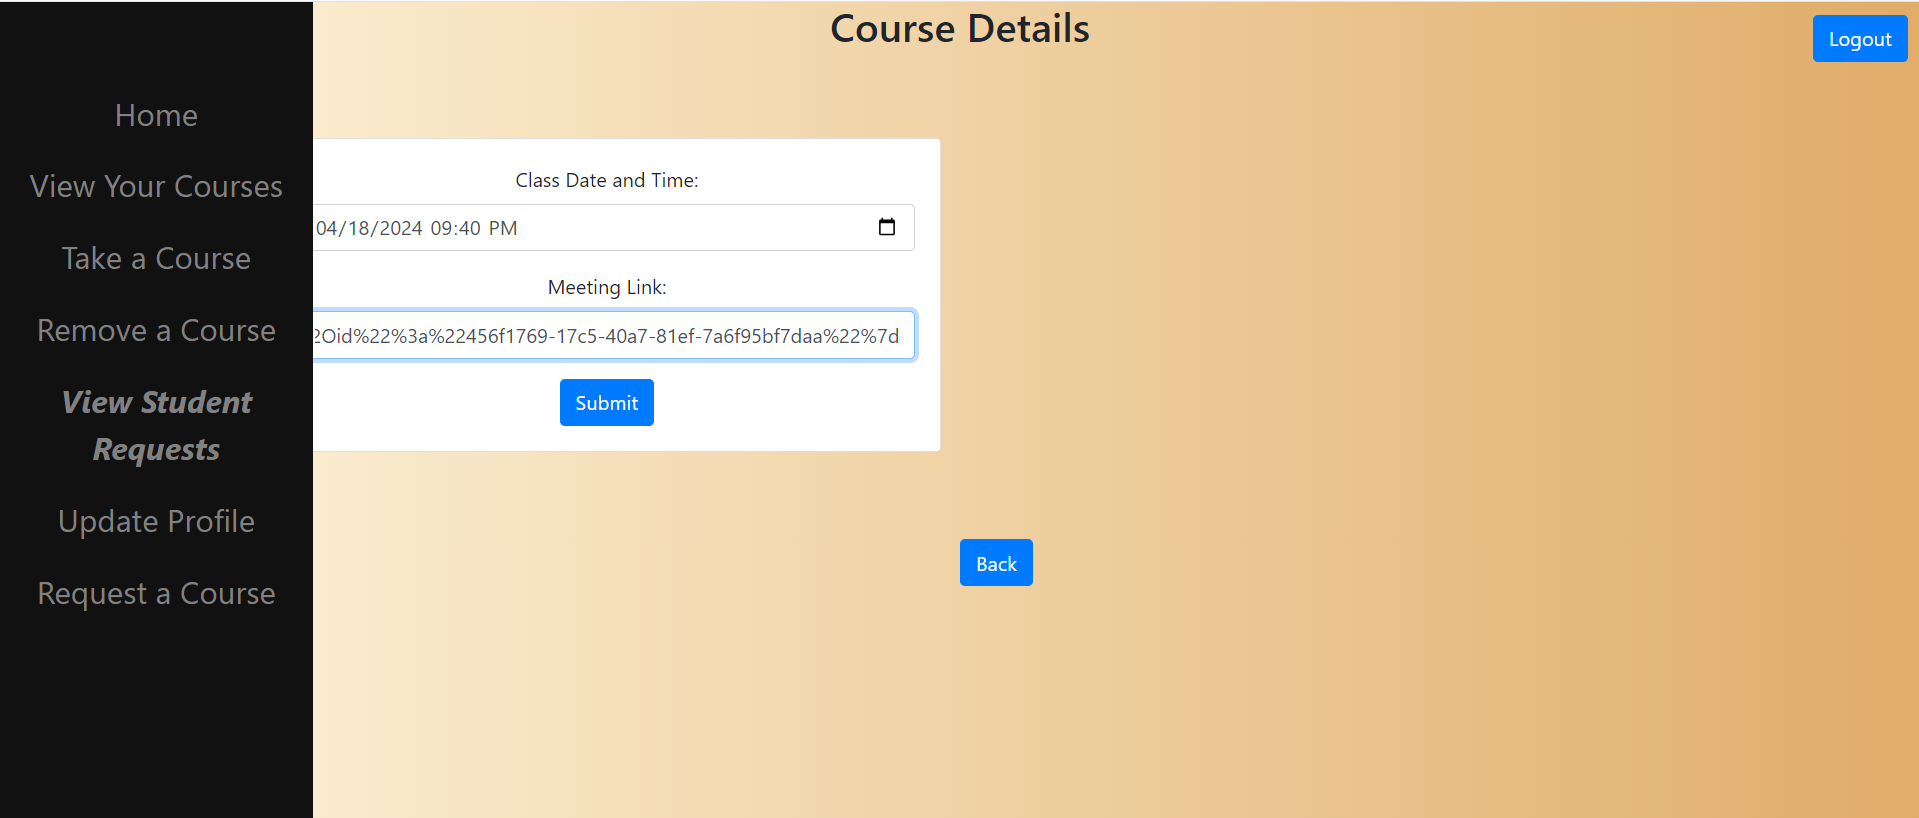 Course Details
Logout
Home
View Your Courses
Take a Course
Remove a Course
View Student
Requests
Update Profile
Request a Course
Class Date and Time:
04/18/2024 09:40 PM
Meeting Link:
2Oid%22%3a%22456f1769-17c5-40a7-81ef-7a6f95bf7daa%22%7d
Submit
Back